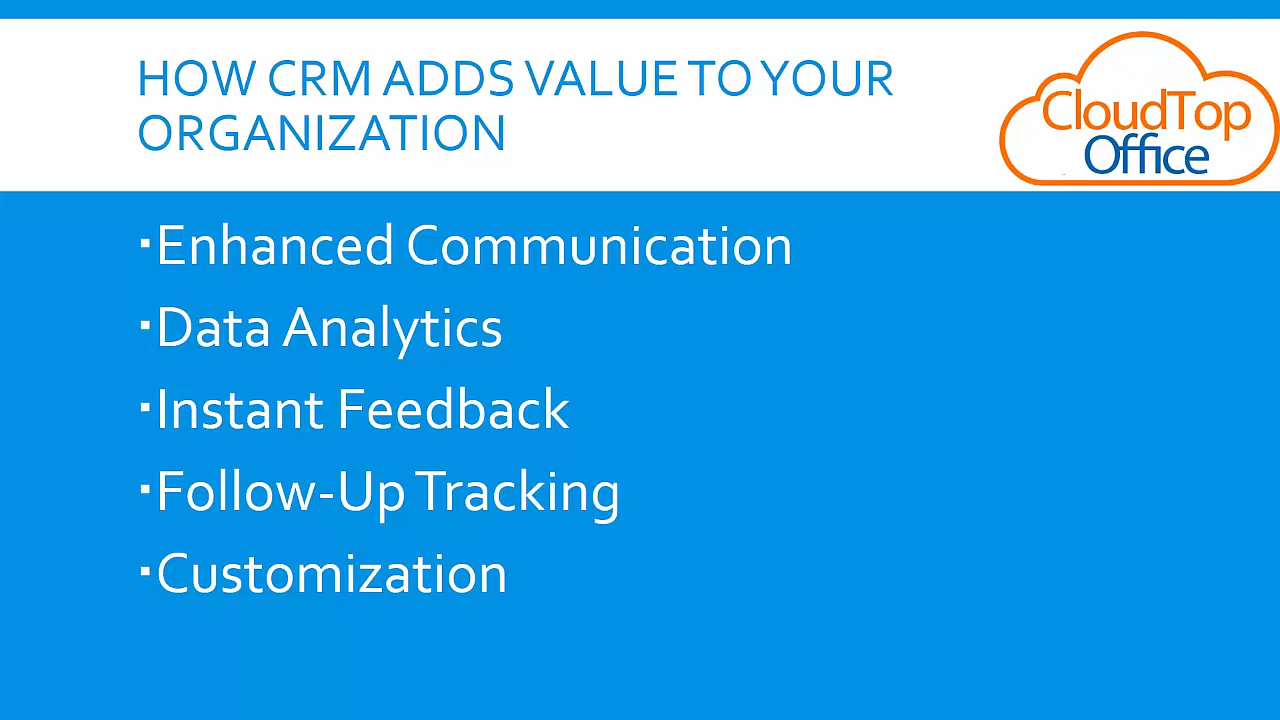 HOW CRM ADDS VALUE TO YOUR
ORGANIZATION
CloudTop
Office
▪Enhanced Communication
▪Data Analytics
▪Instant Feedback
▪Follow-Up Tracking
▪Customization